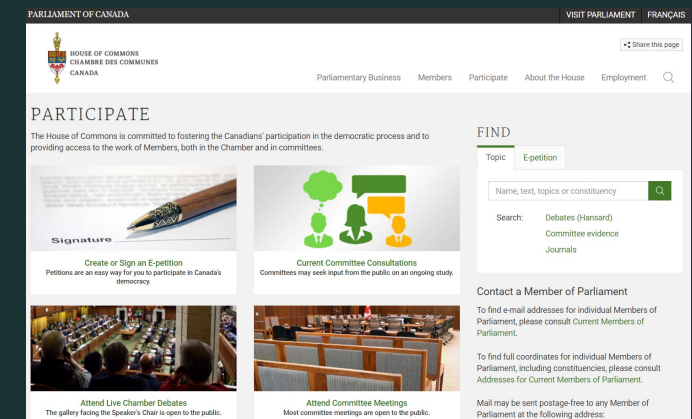 PARLIAMENT OF CANADA
VISIT PARLIAMENT FRANÇAIS
HOUSE OF COMMONS
CHAMBRE DES COMMUNES
CANADA
Share this page
Parliamentary Business Members Participate About the House Employment
PARTICIPATE
The House of Commons is committed to fostering the Canadians' participation in the democratic process and to
providing access to the work of Members, both in the Chamber and in committees.
Signature
Create or Sign an E-petition
Petitions are an easy way for you to participate in Canada's
democracy.
Current Committee Consultations
Committees may seek input from the public on an ongoing study.
Attend Live Chamber Debates
The gallery facing the Speaker's Chair is open to the public.
Attend Committee Meetings
Most committee meetings are open to the public.
FIND
Topic E-petition
Name, text, topics or constituency
Search: Debates (Hansard)
Committee evidence
Journals
Contact a Member of Parliament
To find e-mail addresses for individual Members of
Parliament, please consult Current Members of
Parliament.
To find full coordinates for individual Members of
Parliament, including constituencies, please consult
Addresses for Current Members of Parliament.
Mail may be sent postage-free to any Member of
Parliament at the following address: